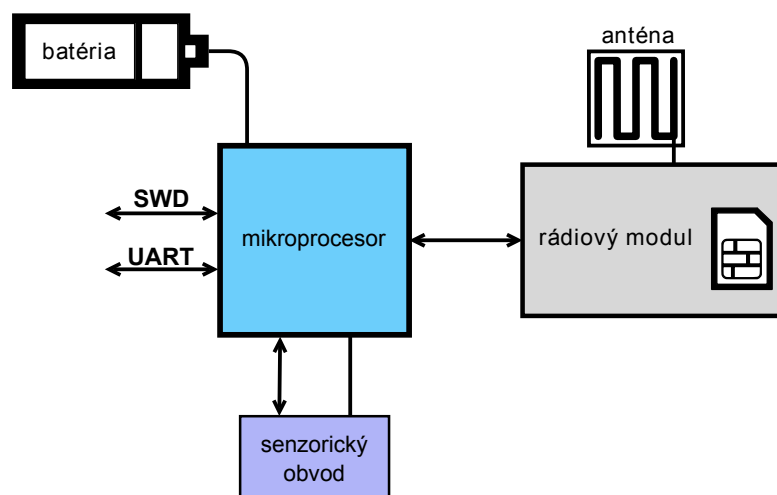 batéria
anténa
SWD
UART
mikroprocesor
rádiový modul
senzorický
obvod